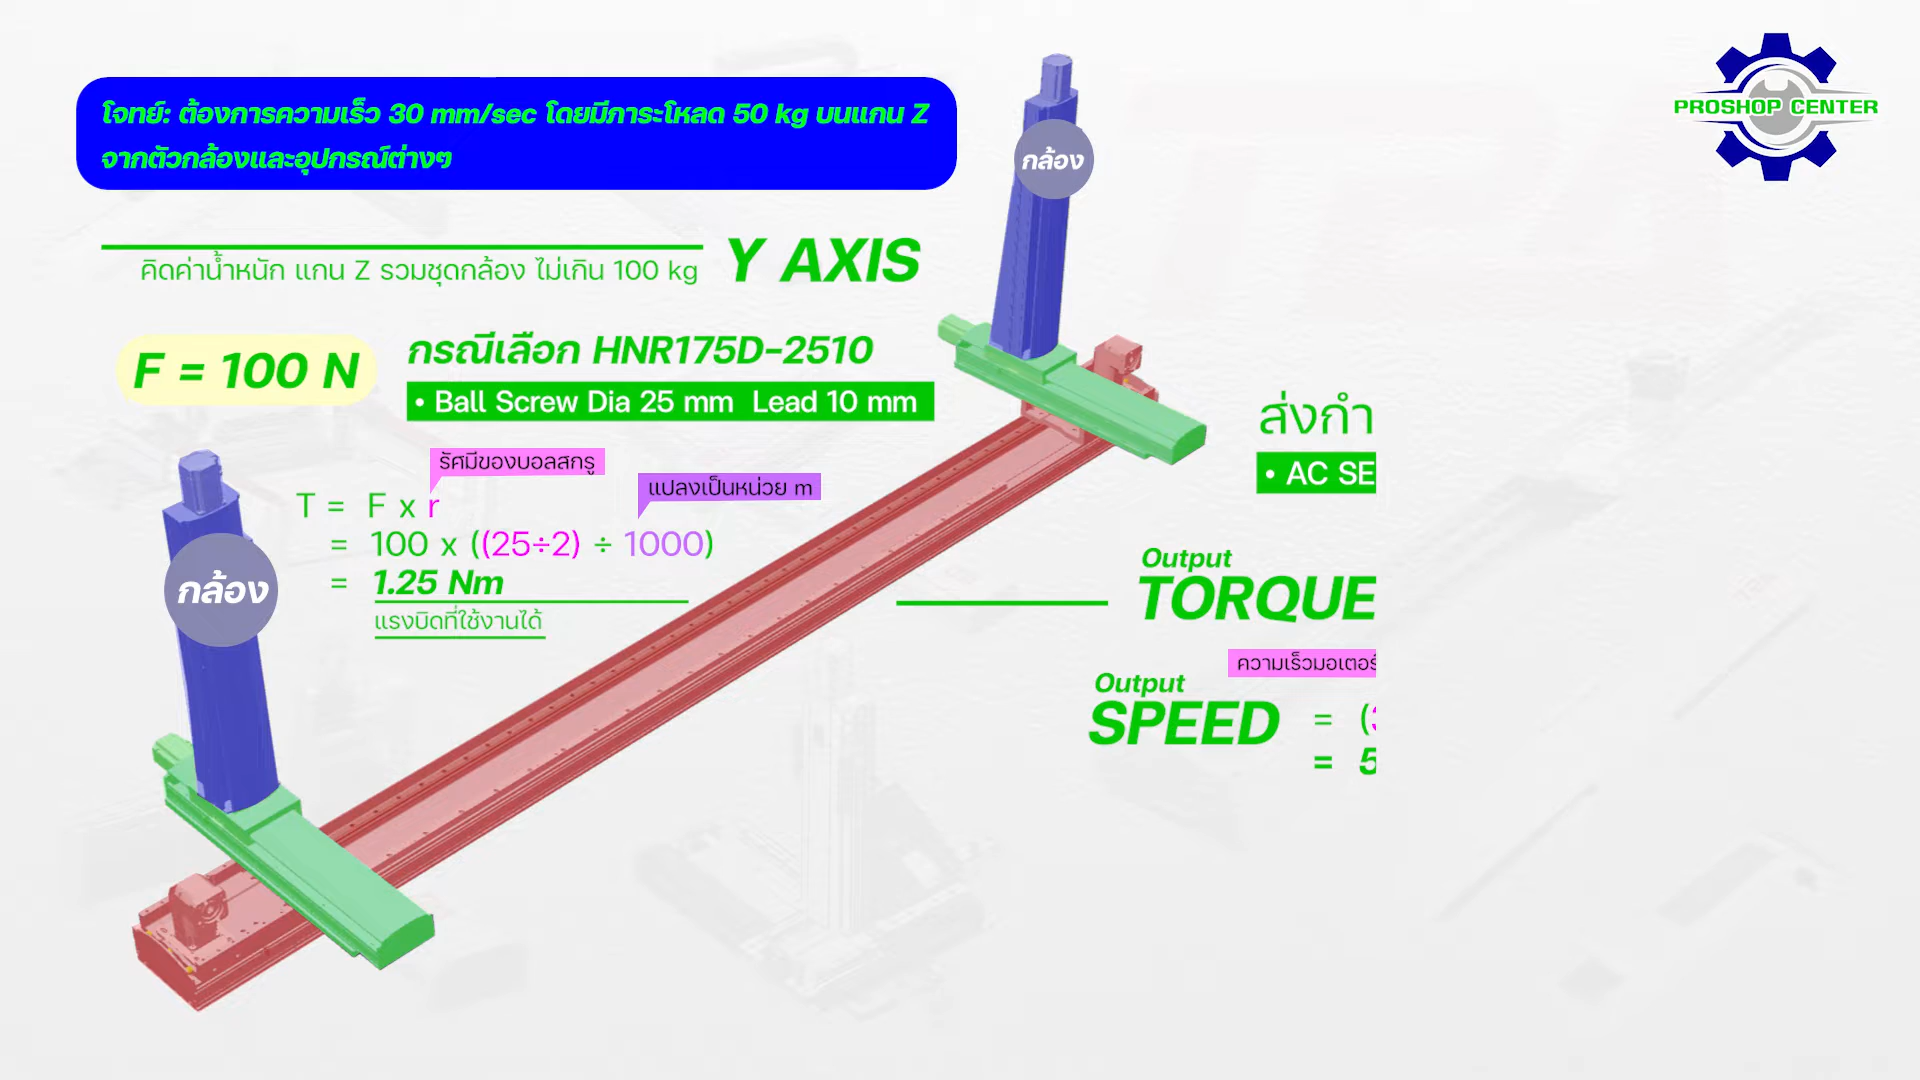 โจทย์: ต้องการความเร็ว 30 mm/sec โดยมีภาระโหลด 50 kg บนแกน Z
จากตัวกล้องและอุปกรณ์ต่างๆ
PROSHOP CENTER
กล้อง
Y AXIS
คิดค่าน้ำหนัก แกน Z รวมชุดกล้อง ไม่เกิน 100 kg
F = 100 N
กรณีเลือก HNR175D-2510
• Ball Screw Dia 25 mm Lead 10 mm
รัศมีของบอลสกรู
แปลงเป็นหน่วย m
T = F x r
= 100 x ((25÷2) ÷ 1000)
= 1.25 Nm
แรงบิดที่ใช้งานได้
กล้อง
ส่งกำ
• AC SE
Output
TORQUE
ความเร็วมอเตอร์
Output
SPEED = (
= 5